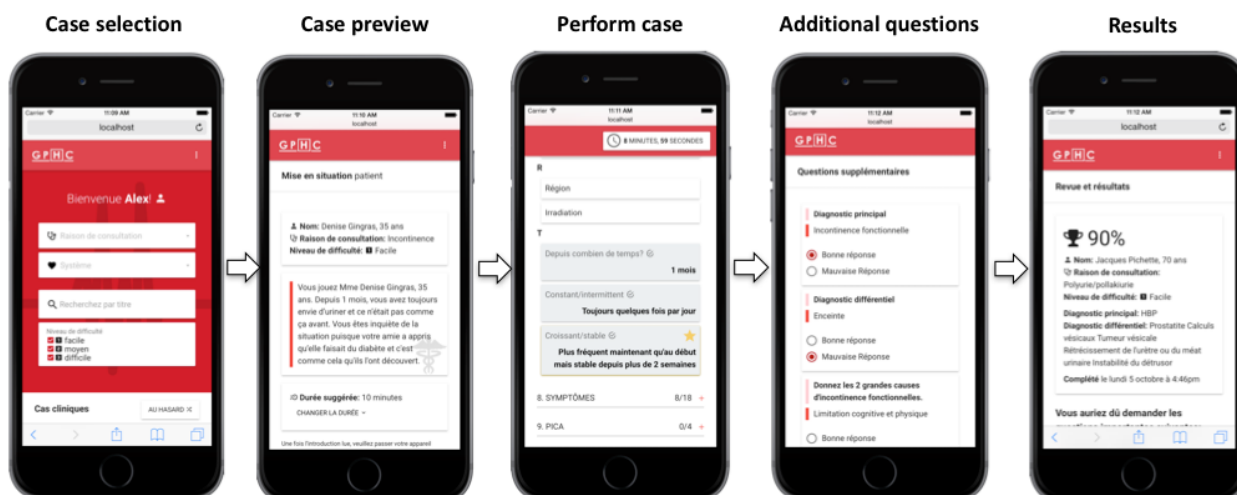 Case selection
Case preview
Perform case
Additional questions
Results
Carrier 11:09 AM
localhost
GPHC
Bienvenue Alex!
Raison de consultation
Système
Recherchez par titre
Niveau de difficulté
facile
moyen
difficile
Cas cliniques
AU HASARD
Carrier 11:10 AM
localhost
GPHC
Mise en situation patient
Nom: Denise Gingras, 35 ans
Raison de consultation: Incontinence
Niveau de difficulté: Facile
Vous jouez Mme Denise Gingras, 35
ans. Depuis 1 mois, vous avez toujours
envie d'uriner et ce n'était pas comme
ça avant. Vous êtes inquiète de la
situation puisque votre amie a appris
qu'elle faisait du diabète et c'est
comme cela qu'ils l'ont découvert.
Durée suggérée: 10 minutes
CHANGER LA DURÉE
Une fois l'introduction lus, veuillez passer votre appareil
Carrier 11:11 AM
localhost
8 MINUTES, 59 SECONDES
R
Région
Irradiation
T
Depuis combien de temps?
1 mois
Constant/intermittent
Toujours quelques fois par jour
Croissant/stable
Plus fréquent maintenant qu'au début
mais stable depuis plus de 2 semaines
8. SYMPTÔMES 8/18 +
9. PICA 0/4 +
Carrier 11:12 AM
localhost
GPHC
Questions supplémentaires
Diagnostic principal
Incontinence fonctionnelle
Bonne réponse
Mauvaise Réponse
Diagnostic différentiel
Enceinte
Bonne réponse
Mauvaise Réponse
Donnez les 2 grandes causes
d'incontinence fonctionnelles.
Limitation cognitive et physique
Bonne réponse
Carrier 11:12 AM
localhost
GPHC
Revue et résultats
90%
Nom: Jacques Pichette, 70 ans
Raison de consultation:
Polyurie/pollakiurie
Niveau de difficulté: Facile
Diagnostic principal: HBP
Diagnostic différentiel: Prostatite Calculs
vésicaux Tumeur vésicale
Rétrécissement de l'urètre ou du méat
urinaire Instabilité du détrusor
Complété le lundi 5 octobre à 4:46pm
Vous auriez dû demander les